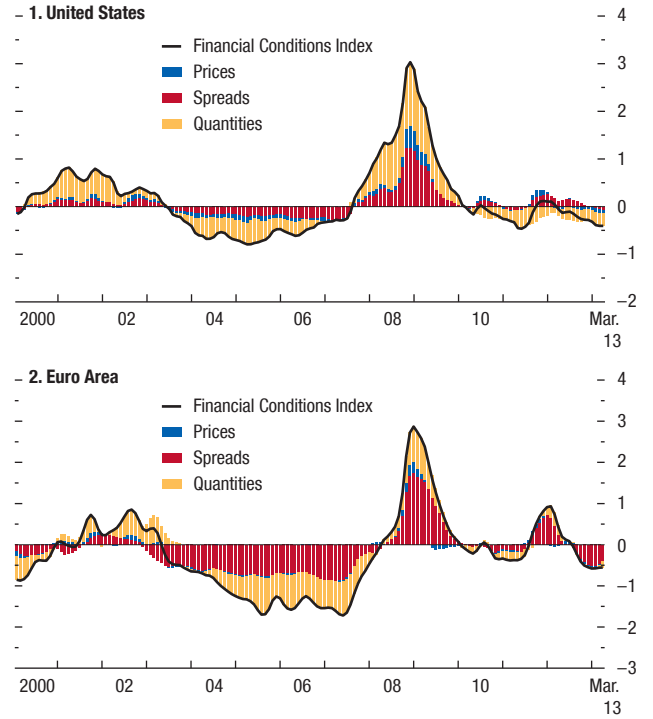 1. United States
Financial Conditions Index
Prices
Spreads
Quantities
4
3
2
1
0
–1
–2
2000 02 04 06 08 10 Mar.
13
2. Euro Area
Financial Conditions Index
Prices
Spreads
Quantities
4
3
2
1
0
–1
–2
–3
2000 02 04 06 08 10 Mar.
13